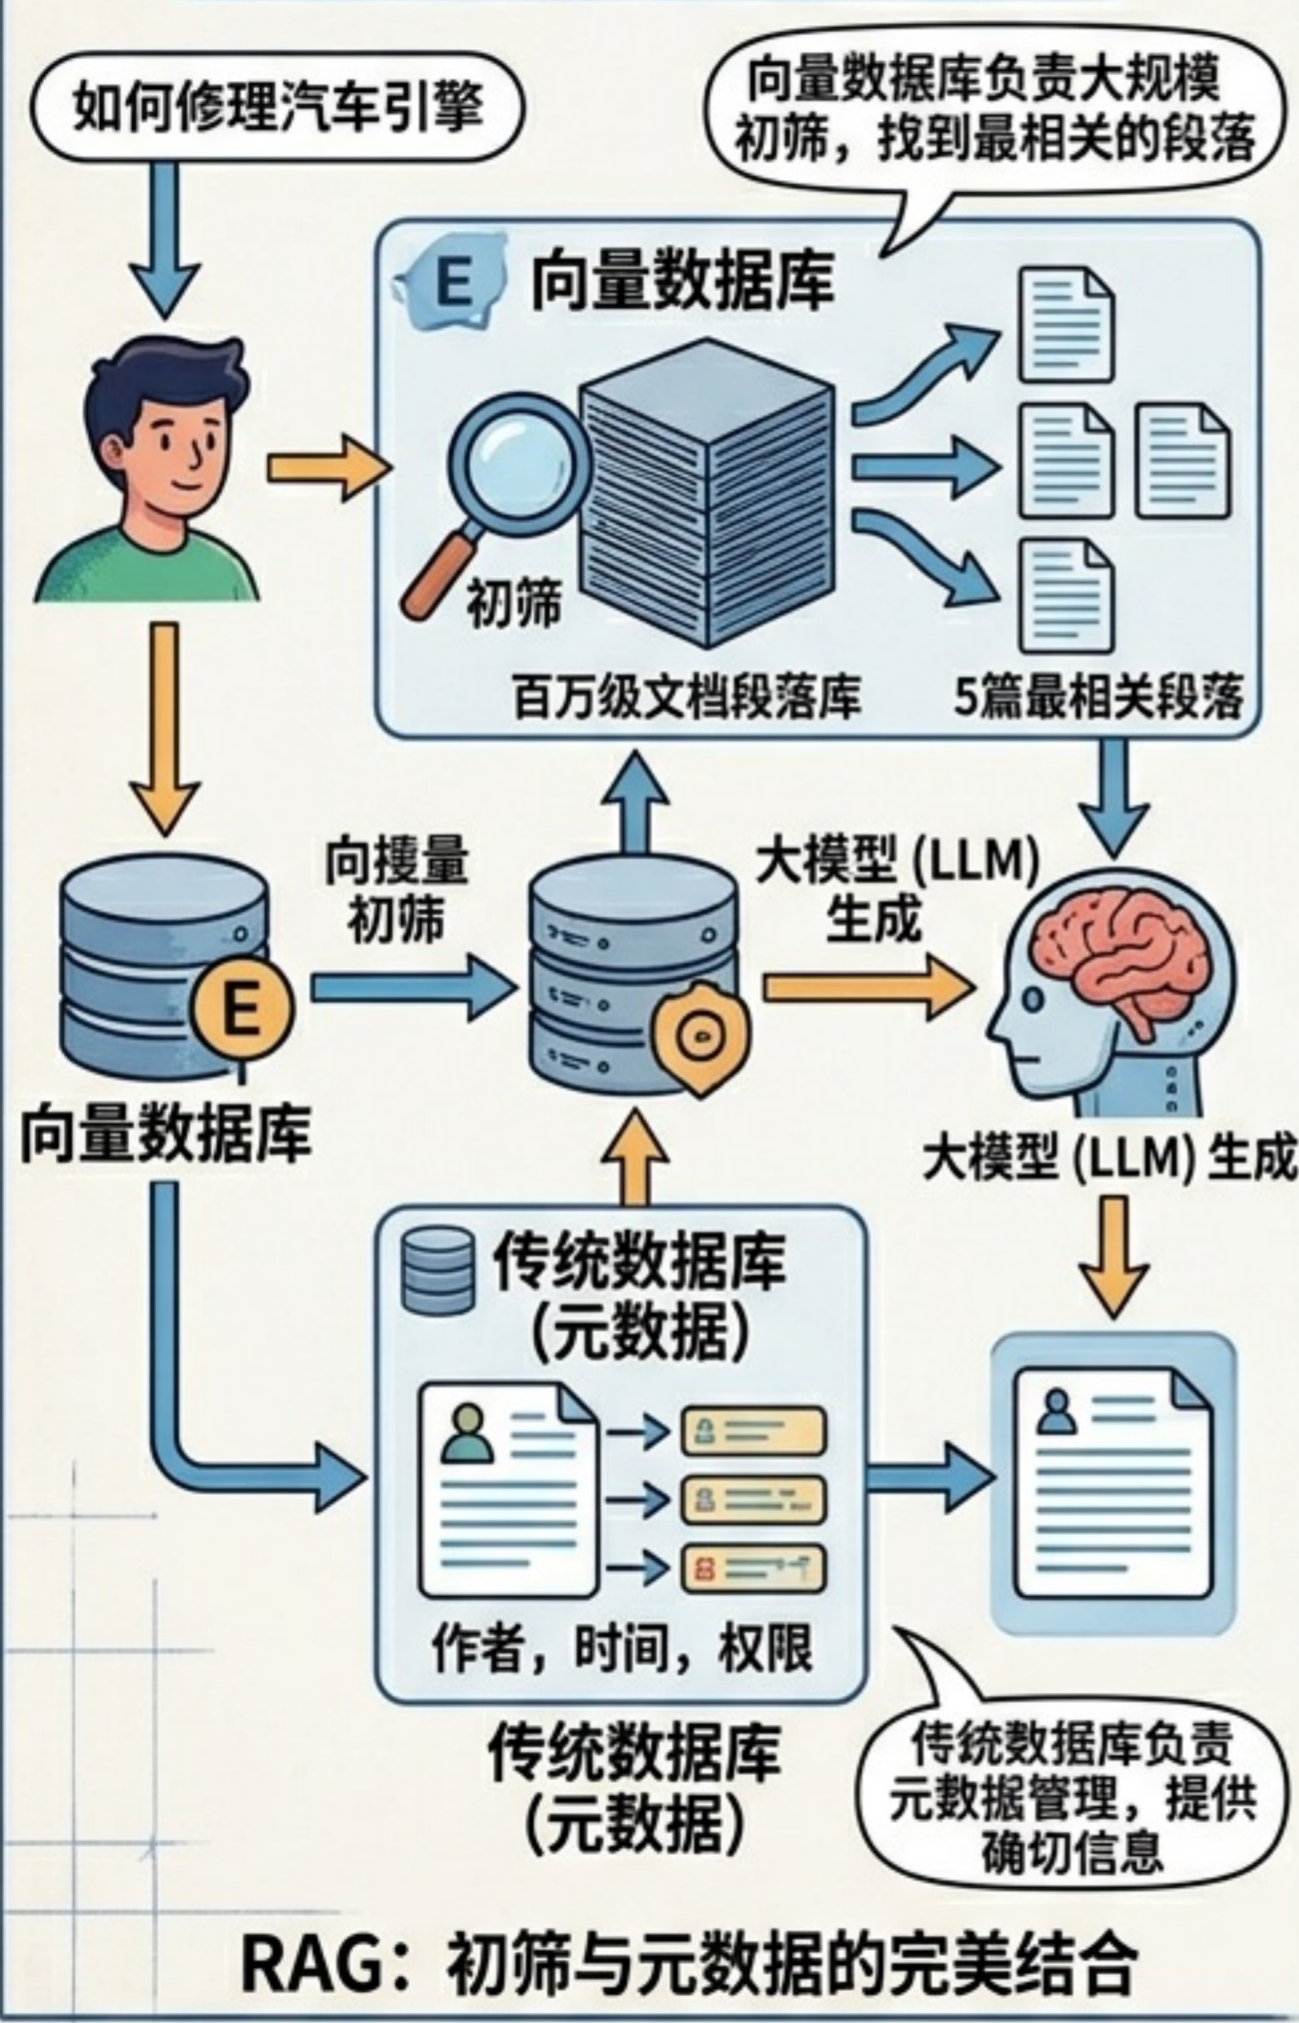 如何修理汽车引擎
向量数据库负责大规模
初筛，找到最相关的段落
E
向量数据库
初筛
百万级文档段落库
5篇最相关段落
向搜量
初筛
大模型 (LLM)
生成
E
向量数据库
大模型 (LLM) 生成
传统数据库
(元数据)
作者，时间，权限
传统数据库
(元数据)
传统数据库负责
元数据管理，提供
确切信息
RAG：初筛与元数据的完美结合